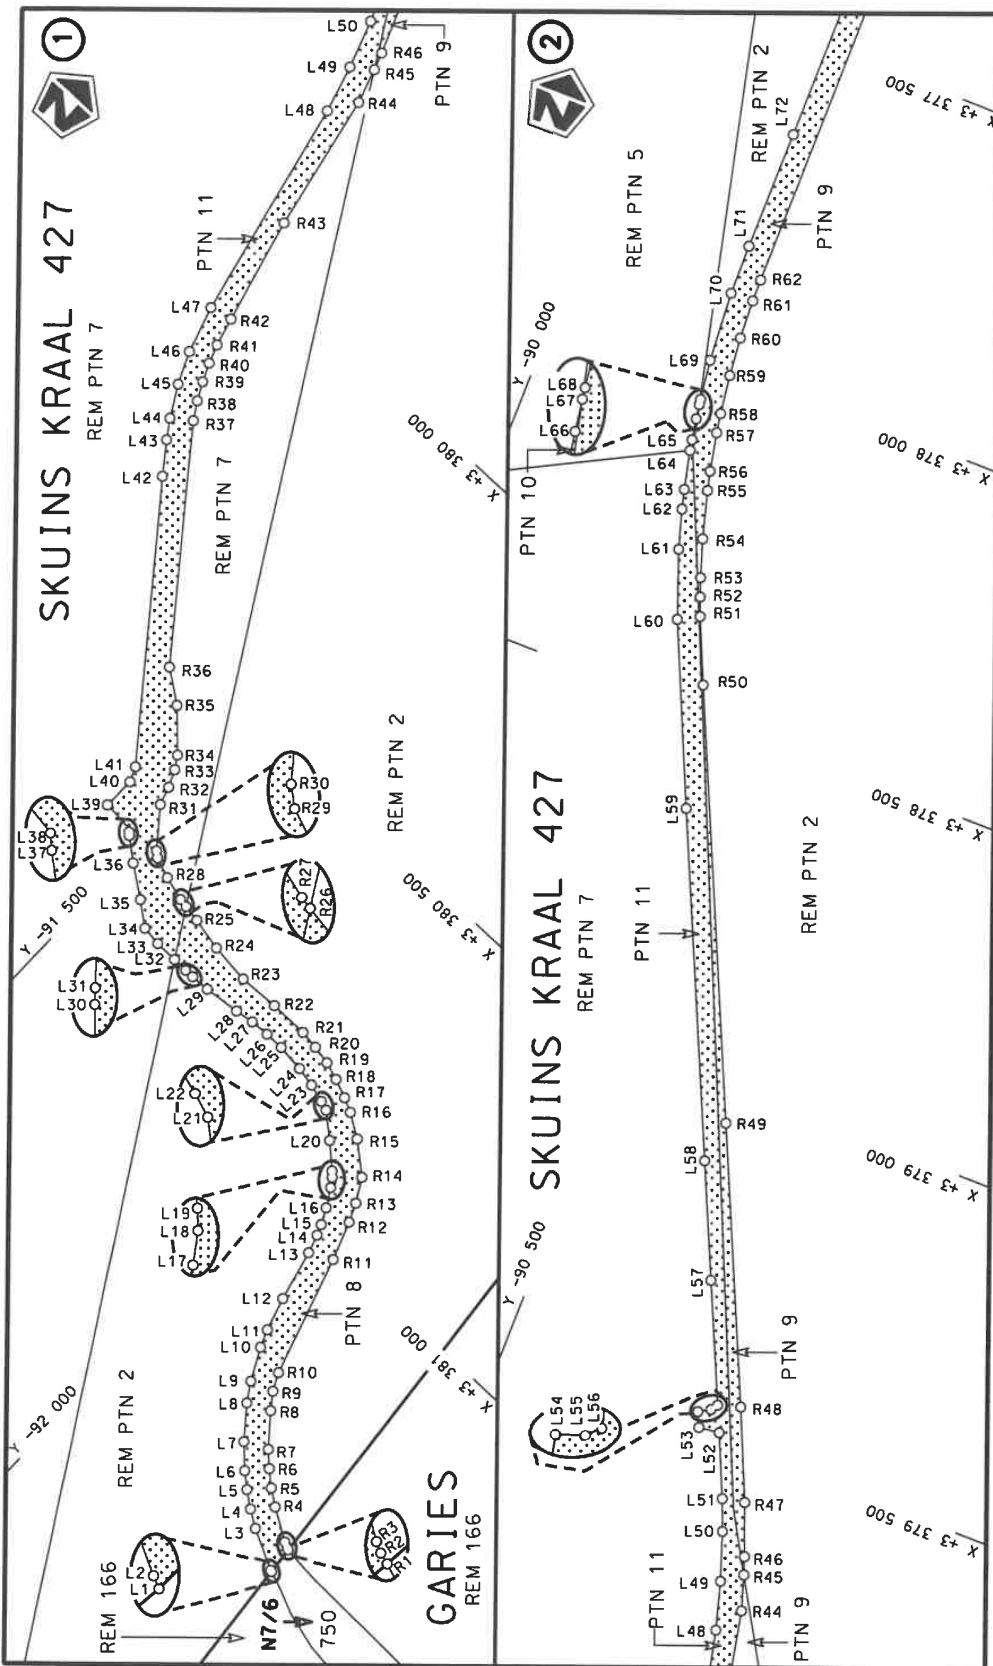 SKUINS KRAAL 427
REM PTN 7
1
N
L50
L49
L48
R46
R45
R44
PTN 9
PTN 11
R43
L47
L46
L45
L44
L43
L42
R42
R41
R40
R39
R38
R37
REM PTN 7
X +3 380 000
R36
R35
R34
R33
R32
R31
L41
L40
L39
L38
L37
L36
L35
L34
L33
L32
R30
R29
R28
R27
R26
R25
R24
R23
R22
R21
R20
R19
R18
R17
R16
R15
R14
R13
R12
R11
REM PTN 2
Y -91 500
X +3 380 500
L31
L30
L29
L28
L27
L26
L25
L24
L23
L22
L21
L20
L19
L18
L17
L16
L15
L14
L13
L12
L11
L10
L9
L8
L7
L6
L5
L4
L3
L2
L1
PTN 8
R10
R9
R8
R7
R6
R5
R4
R3
R2
R1
Y -92 000
X +3 381 000
REM PTN 2
REM 166
N7/6
750
GARIES
REM 166
2
N
SKUINS KRAAL 427
REM PTN 7
PTN 11
REM PTN 2
REM PTN 5
REM PTN 2
L72
L71
L70
L69
L68
L67
L66
L65
L64
L63
L62
L61
L60
L59
L58
L57
L56
L55
L54
L53
L52
L51
L50
L49
L48
PTN 10
PTN 9
R62
R61
R60
R59
R58
R57
R56
R55
R54
R53
R52
R51
R50
R49
R48
R47
R46
R45
R44
Y -90 000
X +3 377 500
X +3 378 000
X +3 378 500
X +3 379 000
X +3 379 500
Y -90 500
PTN 9
PTN 11
PTN 9